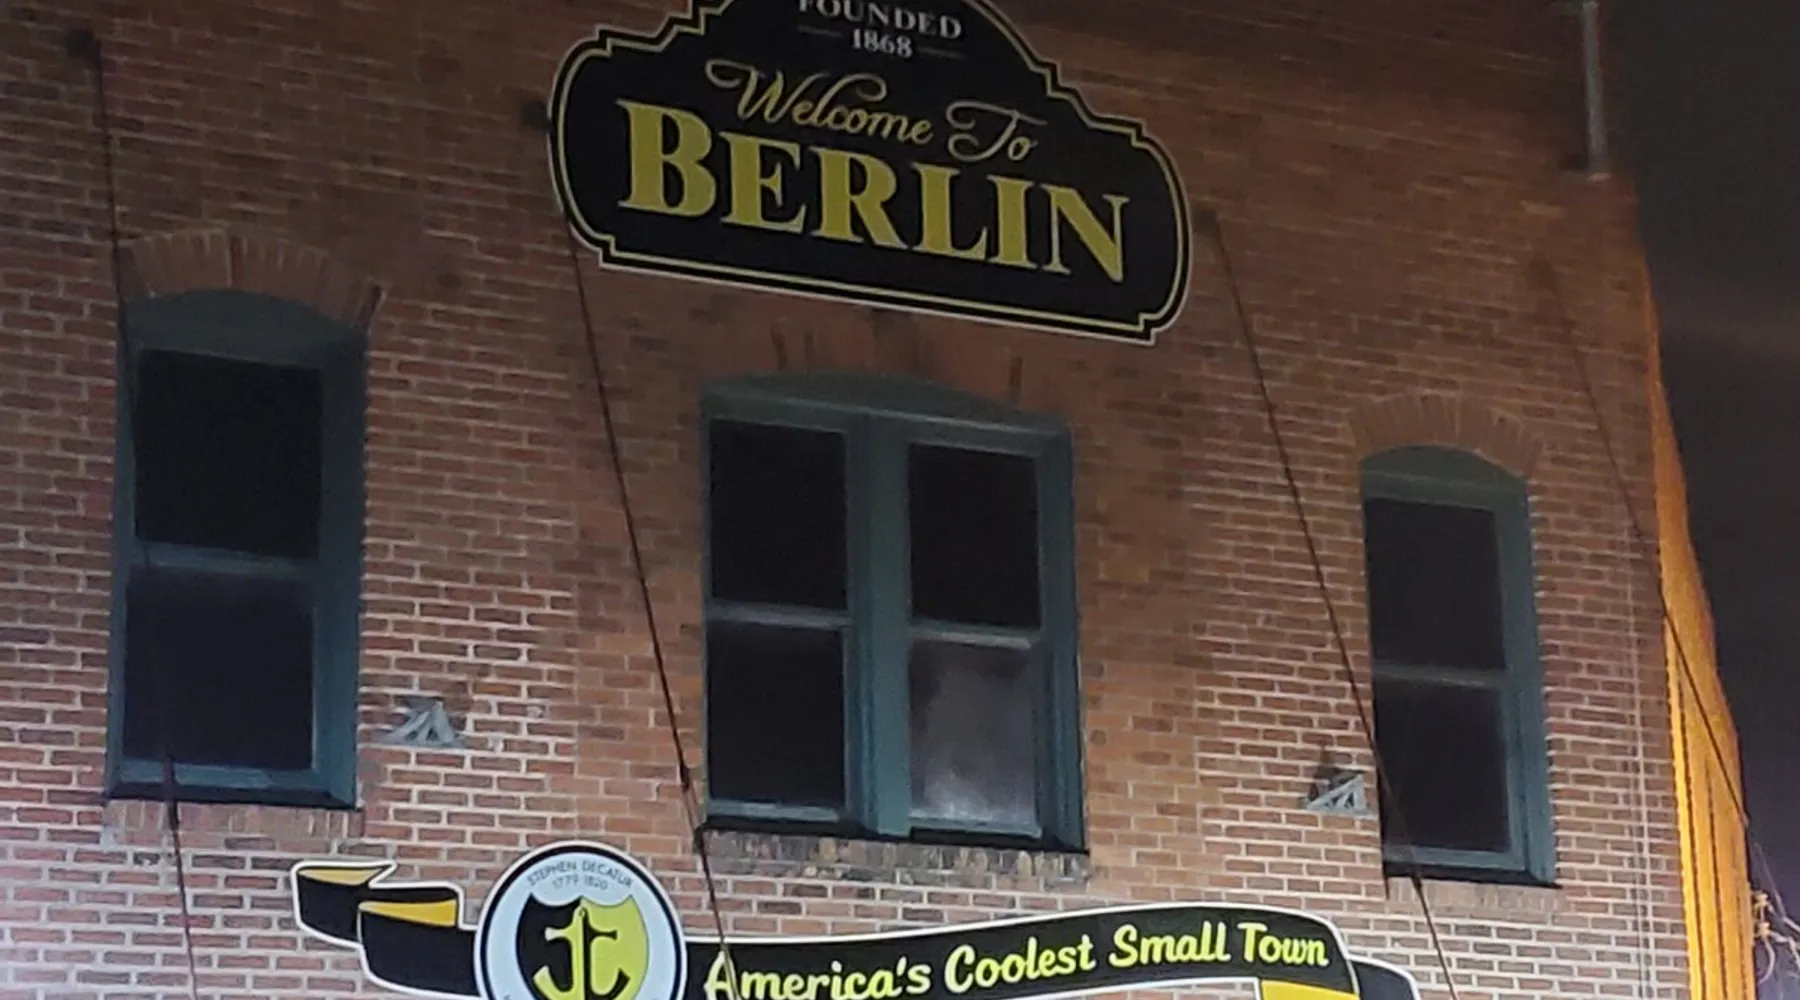 FOUNDED
1868
Welcome To
BERLIN
STEPHEN DECATUR
1779-1820
America's Coolest Small Town